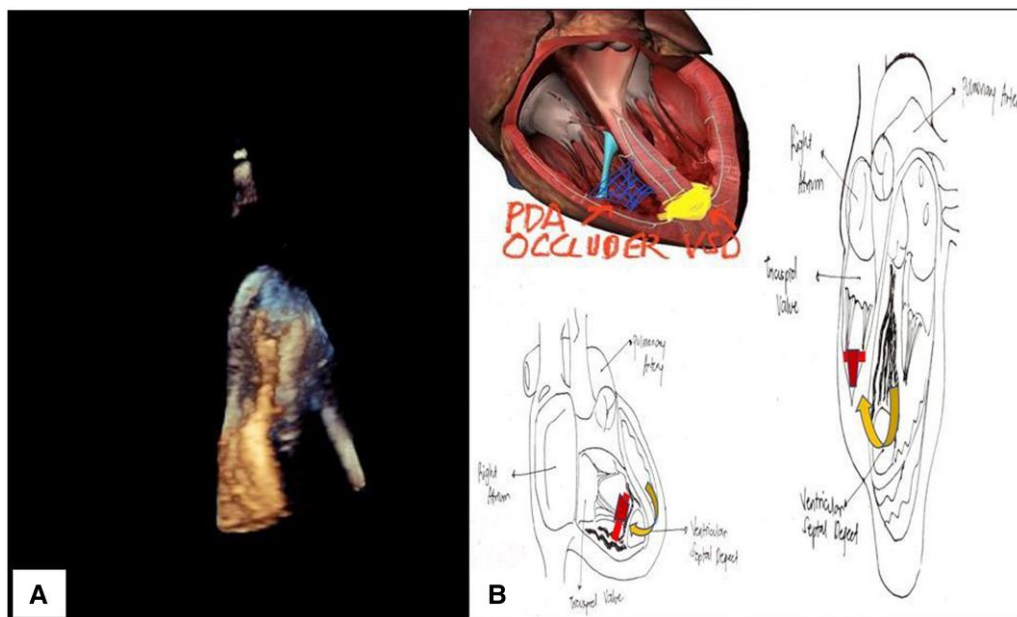 PDA
OCCLUDER VSD
pulmonary Arte
Right
Atrium
Tricuspid
Valve
Ventricular
Septal Defect
Pulmonary
Artery
Right
Atrium
Ventricular
Septal Defect
Tricuspid Valve
A
B